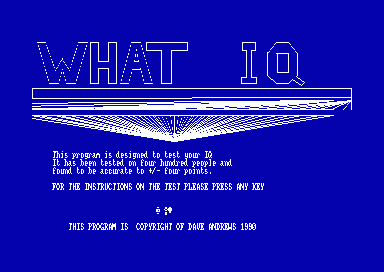 WHAT IQ
This program is designed to test your IQ
It has been tested on four hundred people and
found to be accurate to +/- four points.
FOR THE INSTRUCTIONS ON THE TEST PLEASE PRESS ANY KEY
THIS PROGRAM IS COPYRIGHT OF DAVE ANDREWS 1990